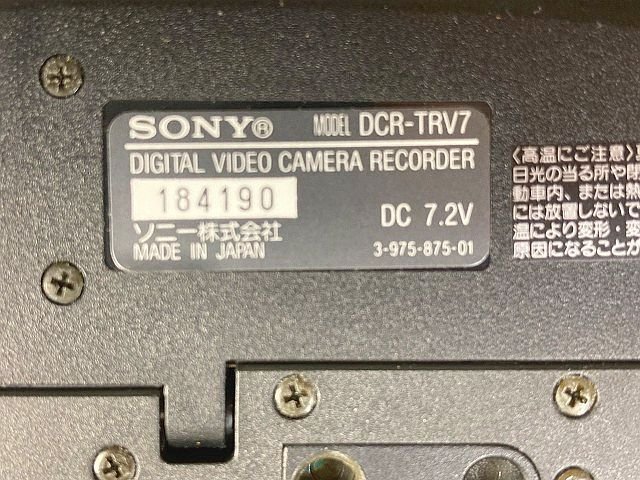 SONY® MODEL DCR-TRV7
DIGITAL VIDEO CAMERA RECORDER
184190
DC 7.2V
ソニー株式会社
MADE IN JAPAN
3-975-875-01
〈高温にご注意〉
日光の当る所や閉
動車内、または熱
には放置しないで
温により変形・変
原因になることが